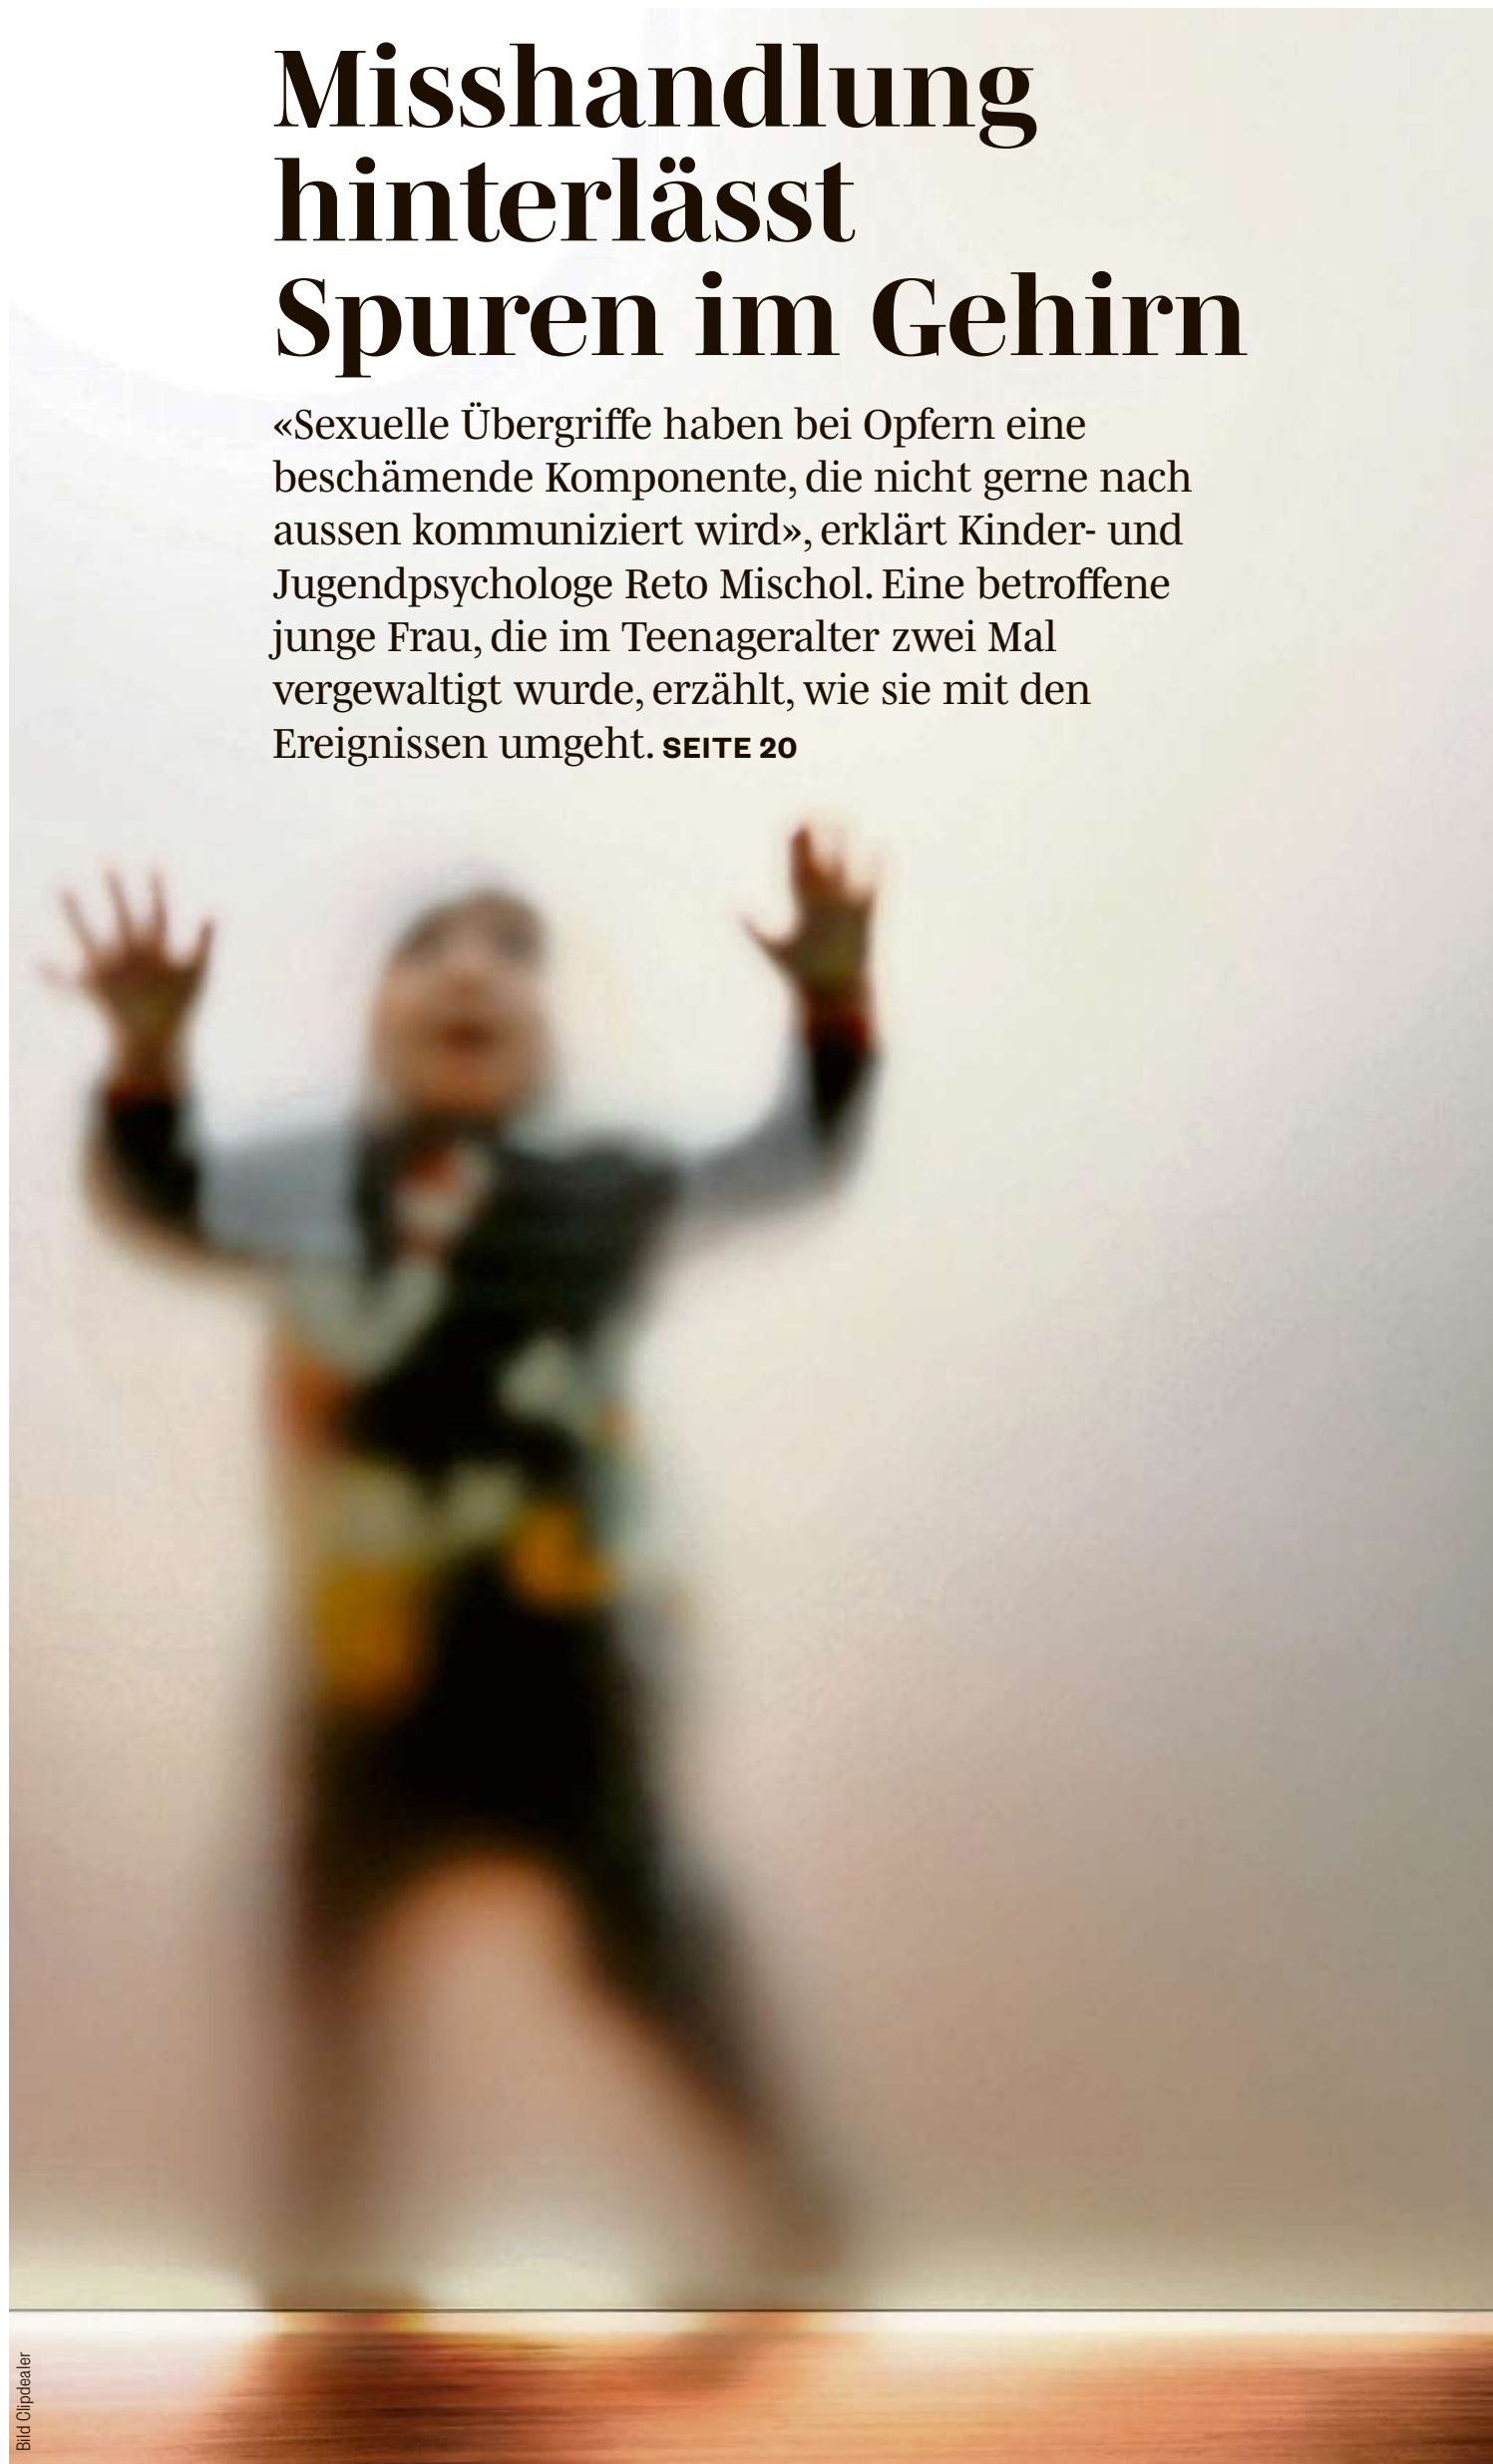 Misshandlung
hinterlässt
Spuren im Gehirn
«Sexuelle Übergriffe haben bei Opfern eine
beschämende Komponente, die nicht gerne nach
aussen kommuniziert wird», erklärt Kinder- und
Jugendpsychologe Reto Mischol. Eine betroffene
junge Frau, die im Teenageralter zwei Mal
vergewaltigt wurde, erzählt, wie sie mit den
Ereignissen umgeht. SEITE 20
Bild Clipdealer